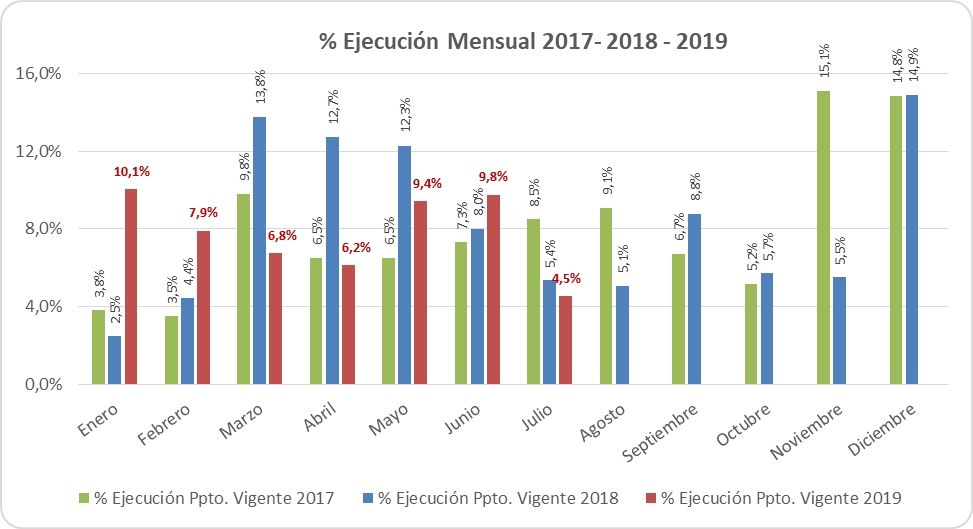 % Ejecución Mensual 2017- 2018 - 2019
16,0%
12,0%
8,0%
4,0%
0,0%
3,8%
2,5%
10,1%
3,5%
4,4%
7,9%
9,8%
13,8%
6,8%
6,5%
12,7%
6,2%
6,5%
12,3%
9,4%
7,3%
8,0%
9,8%
8,5%
5,4%
4,5%
9,1%
5,1%
6,7%
8,8%
5,2%
5,7%
15,1%
5,5%
14,8%
14,9%
Enero
Febrero
Marzo
Abril
Mayo
Junio
Julio
Agosto
Septiembre
Octubre
Noviembre
Diciembre
% Ejecución Ppto. Vigente 2017
% Ejecución Ppto. Vigente 2018
% Ejecución Ppto. Vigente 2019